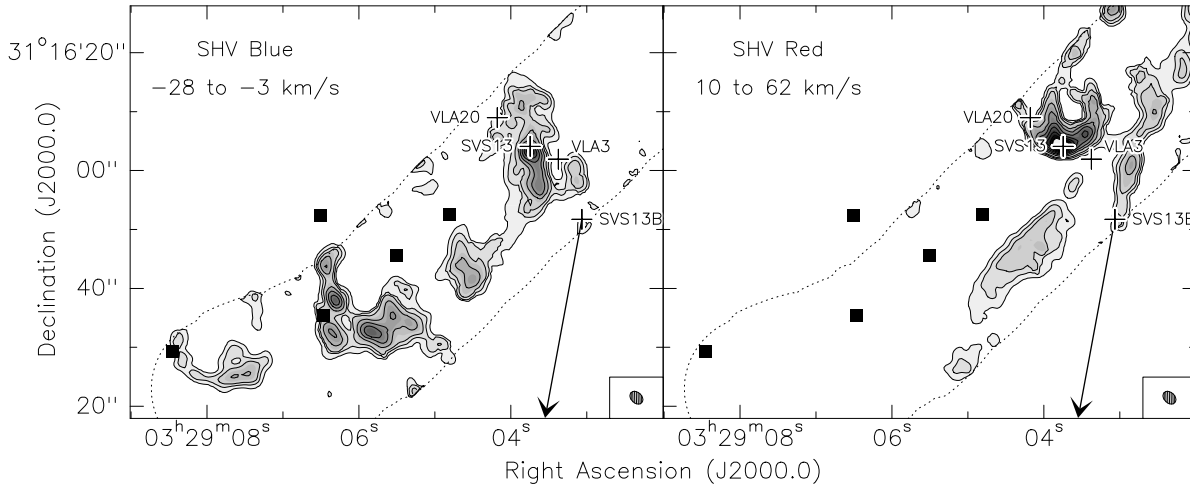 SHV Blue
−28 to −3 km/s
SHV Red
10 to 62 km/s
31°16'20''
00''
40''
20''
Declination (J2000.0)
VLA20
SVS13
VLA3
SVS13B
VLA20
SVS13
VLA3
SVS13B
03ʰ29ᵐ08ˢ
06ˢ
04ˢ
03ʰ29ᵐ08ˢ
06ˢ
04ˢ
Right Ascension (J2000.0)